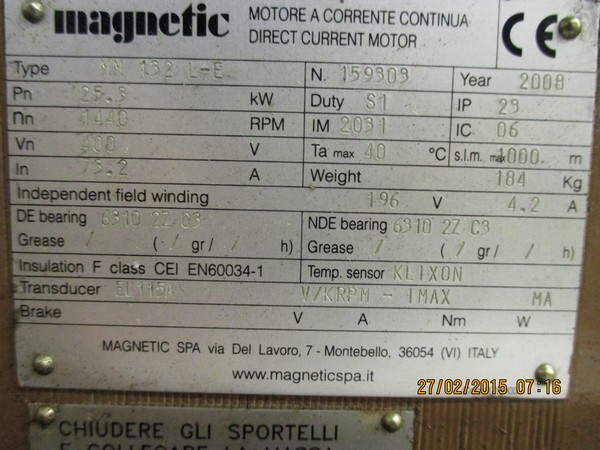 magnetic
MOTORE A CORRENTE CONTINUA
DIRECT CURRENT MOTOR
CE
Type 132 L-E N. 159303 Year 2008
Pn 25.3 kW Duty S1 IP 23
nn 1440 RPM IM 2031 IC 06
Vn 400 V Ta max 40 °C s.l.m. max 1000 m
In 75.2 A Weight 184 Kg
Independent field winding 196 V 4.2 A
DE bearing 6310 2Z C3 NDE bearing 6310 2Z C3
Grease / ( / gr / / h) Grease / ( / gr / / h)
Insulation F class CEI EN60034-1 Temp. sensor KLIXON
Transducer V/KRPM - IMAX MA
Brake V A Nm W
MAGNETIC SPA via Del Lavoro, 7 - Montebello, 36054 (VI) ITALY
www.magneticspa.it
27/02/2015 07:16
CHIUDERE GLI SPORTELLI
E COLLEGARE LA MASSA